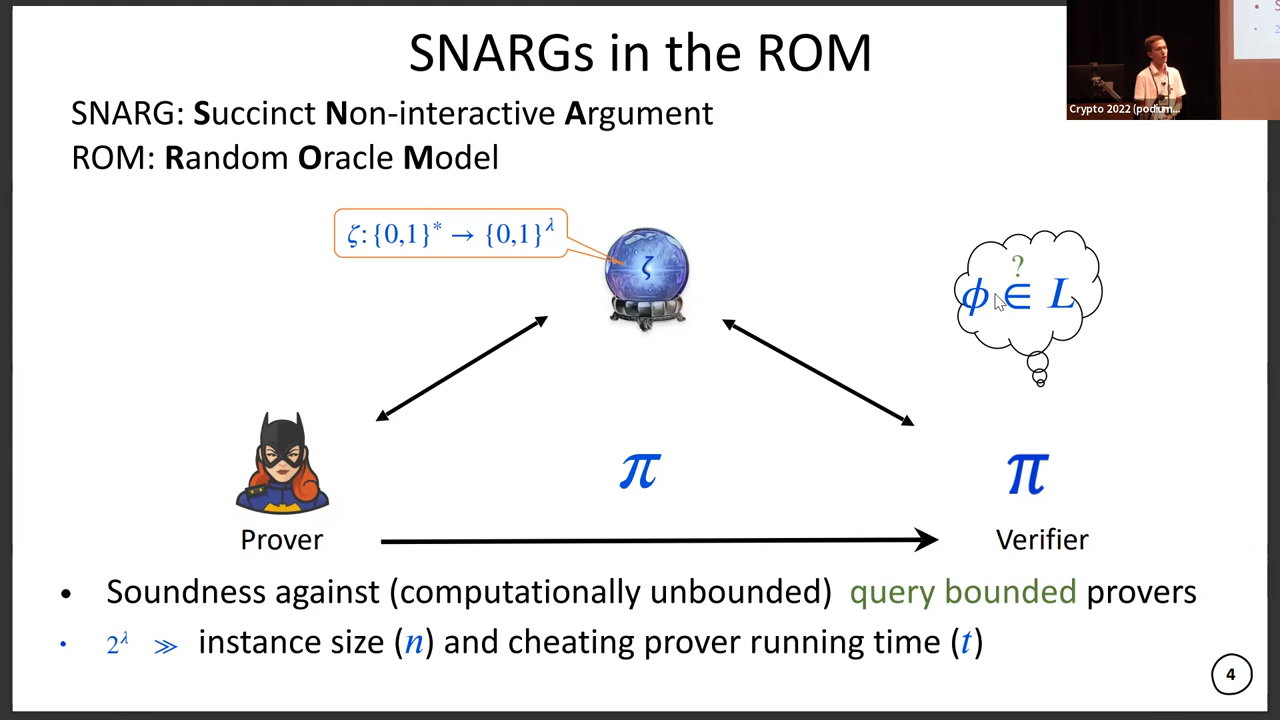 SNARGs in the ROM
SNARG: Succinct Non-interactive Argument
ROM: Random Oracle Model
Crypto 2022 (podium...
ζ: {0,1}* → {0,1}^λ
ζ
?
ϕ ∈ L
π
π
Prover
Verifier
• Soundness against (computationally unbounded) query bounded provers
• 2^λ ≫ instance size (n) and cheating prover running time (t)
4